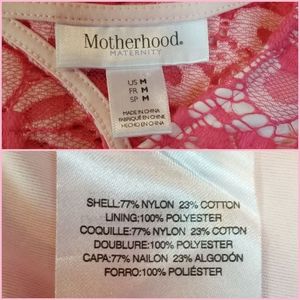 Motherhood.
MATERNITY
US M
FR M
SP M
MADE IN CHINA
FABRIQUÉ EN CHINE
HECHO EN CHINA
SHELL:77% NYLON 23% COTTON
LINING:100% POLYESTER
COQUILLE:77% NYLON 23% COTON
DOUBLURE:100% POLYESTER
CAPA:77% NAILON 23% ALGODÓN
FORRO:100% POLIÉSTER